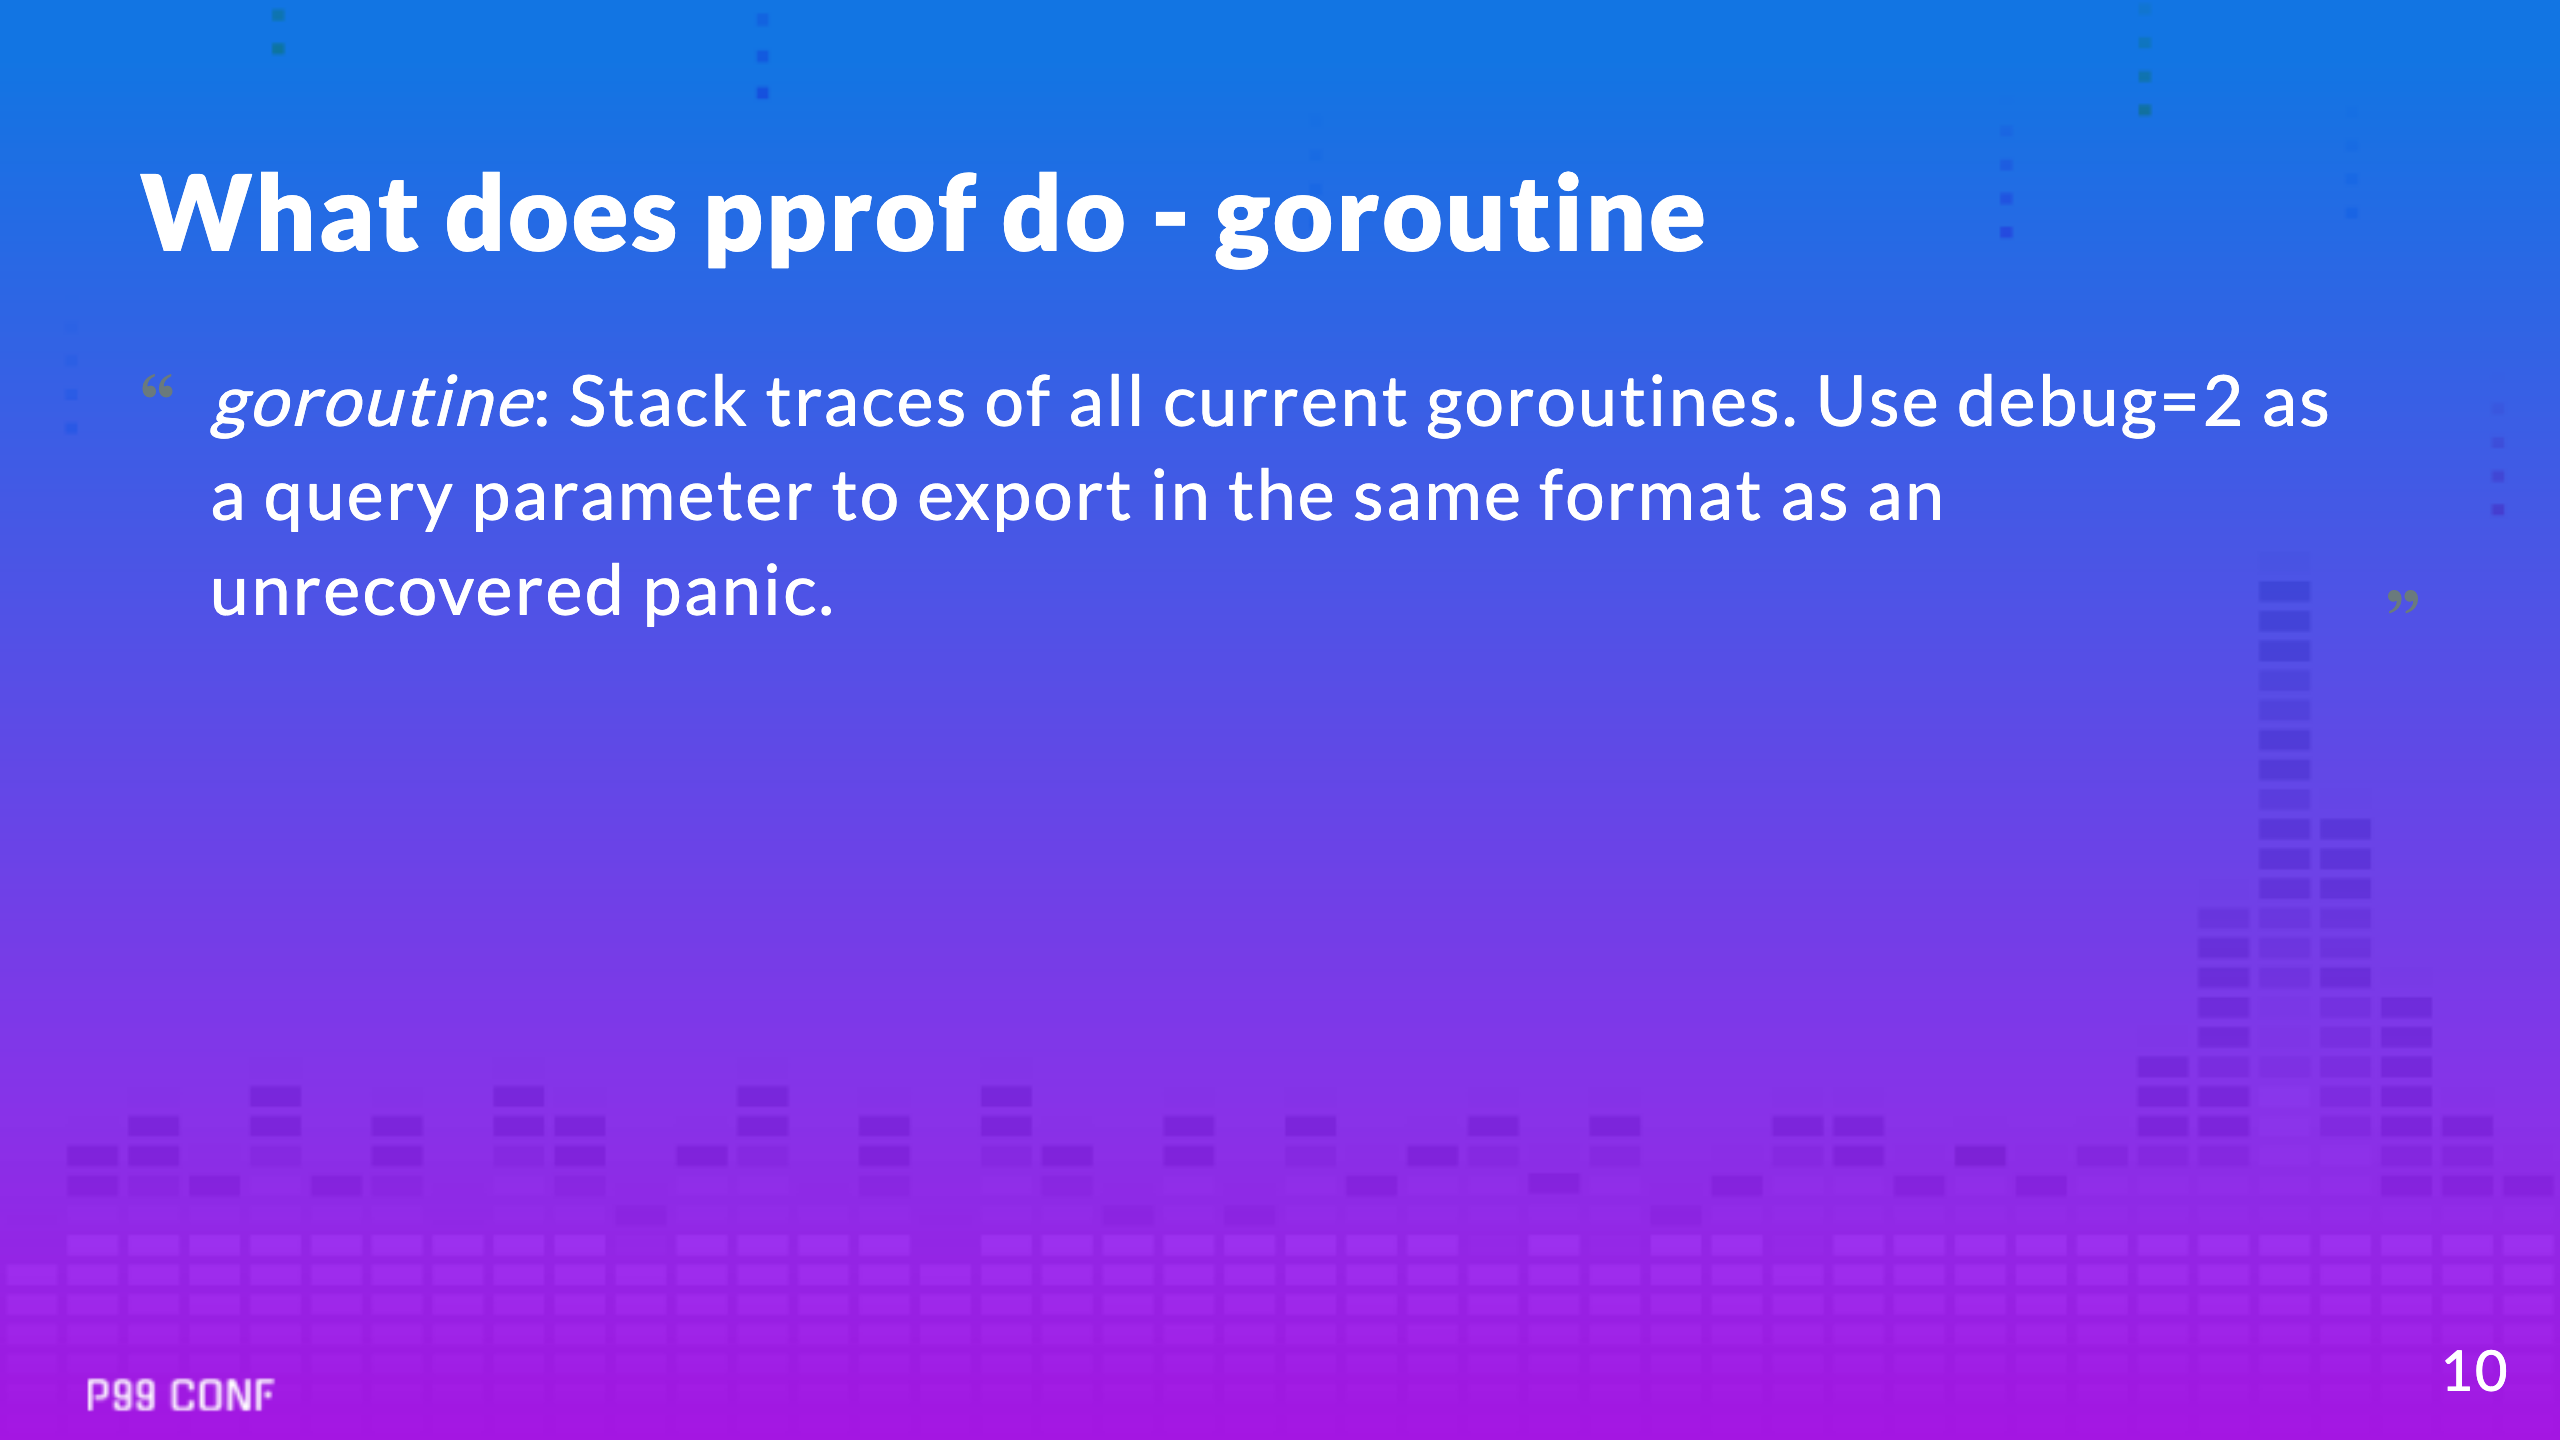 What does pprof do - goroutine
“ goroutine: Stack traces of all current goroutines. Use debug=2 as
a query parameter to export in the same format as an
unrecovered panic. ”
P99 CONF
10